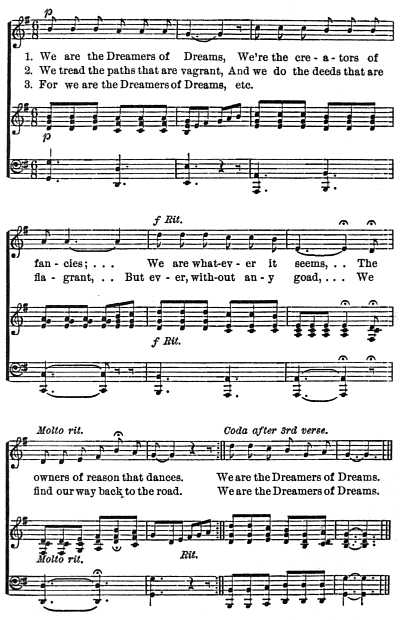 p
1. We are the Dreamers of Dreams, We're the cre - a - tors of
2. We tread the paths that are vagrant, And we do the deeds that are
3. For we are the Dreamers of Dreams, etc.
p
f Rit.
fan - cies; . . . We are what-ev - er it seems, . . The
fla - grant, . . But ev - er, with-out an - y goad, . . . We
f Rit.
Molto rit. Coda after 3rd verse.
owners of reason that dances. We are the Dreamers of Dreams.
find our way back to the road. We are the Dreamers of Dreams.
Molto rit. Rit.